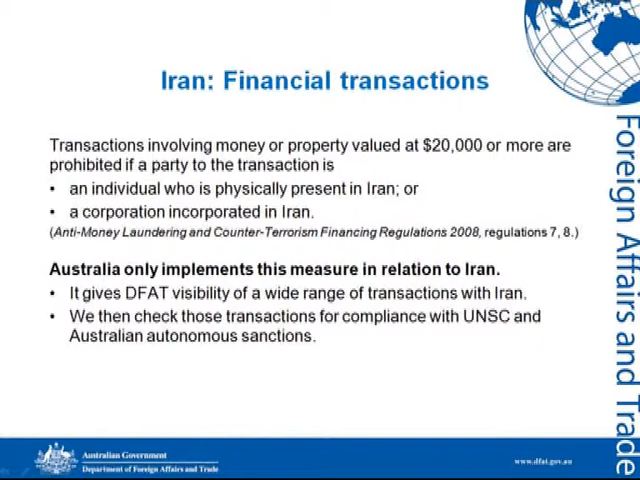 Iran: Financial transactions
Transactions involving money or property valued at $20,000 or more are
prohibited if a party to the transaction is
• an individual who is physically present in Iran; or
• a corporation incorporated in Iran.
(Anti-Money Laundering and Counter-Terrorism Financing Regulations 2008, regulations 7, 8.)
Australia only implements this measure in relation to Iran.
• It gives DFAT visibility of a wide range of transactions with Iran.
• We then check those transactions for compliance with UNSC and
Australian autonomous sanctions.
Foreign Affairs and Trade
Australian Government
Department of Foreign Affairs and Trade
www.dfat.gov.au